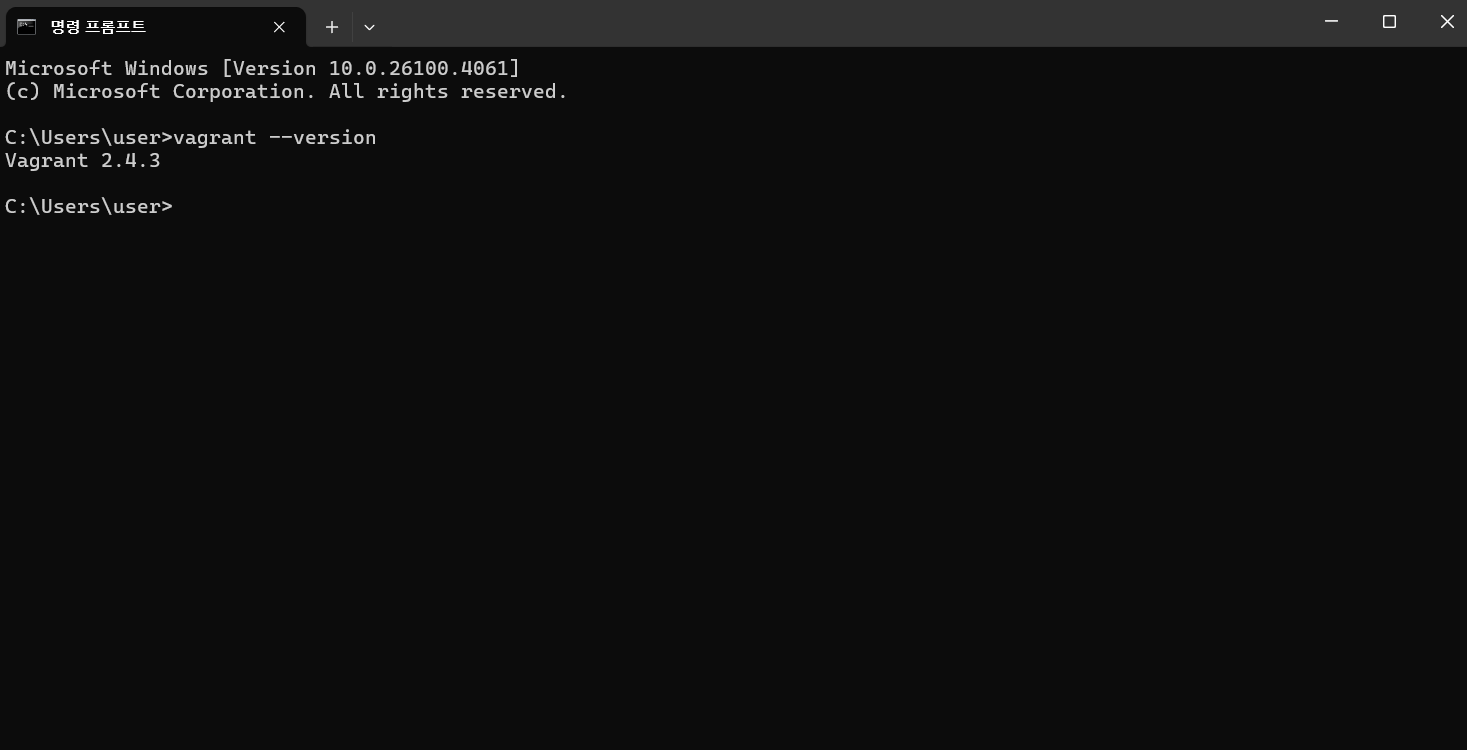 명령 프롬프트
Microsoft Windows [Version 10.0.26100.4061]
(c) Microsoft Corporation. All rights reserved.
C:\Users\user>vagrant --version
Vagrant 2.4.3
C:\Users\user>